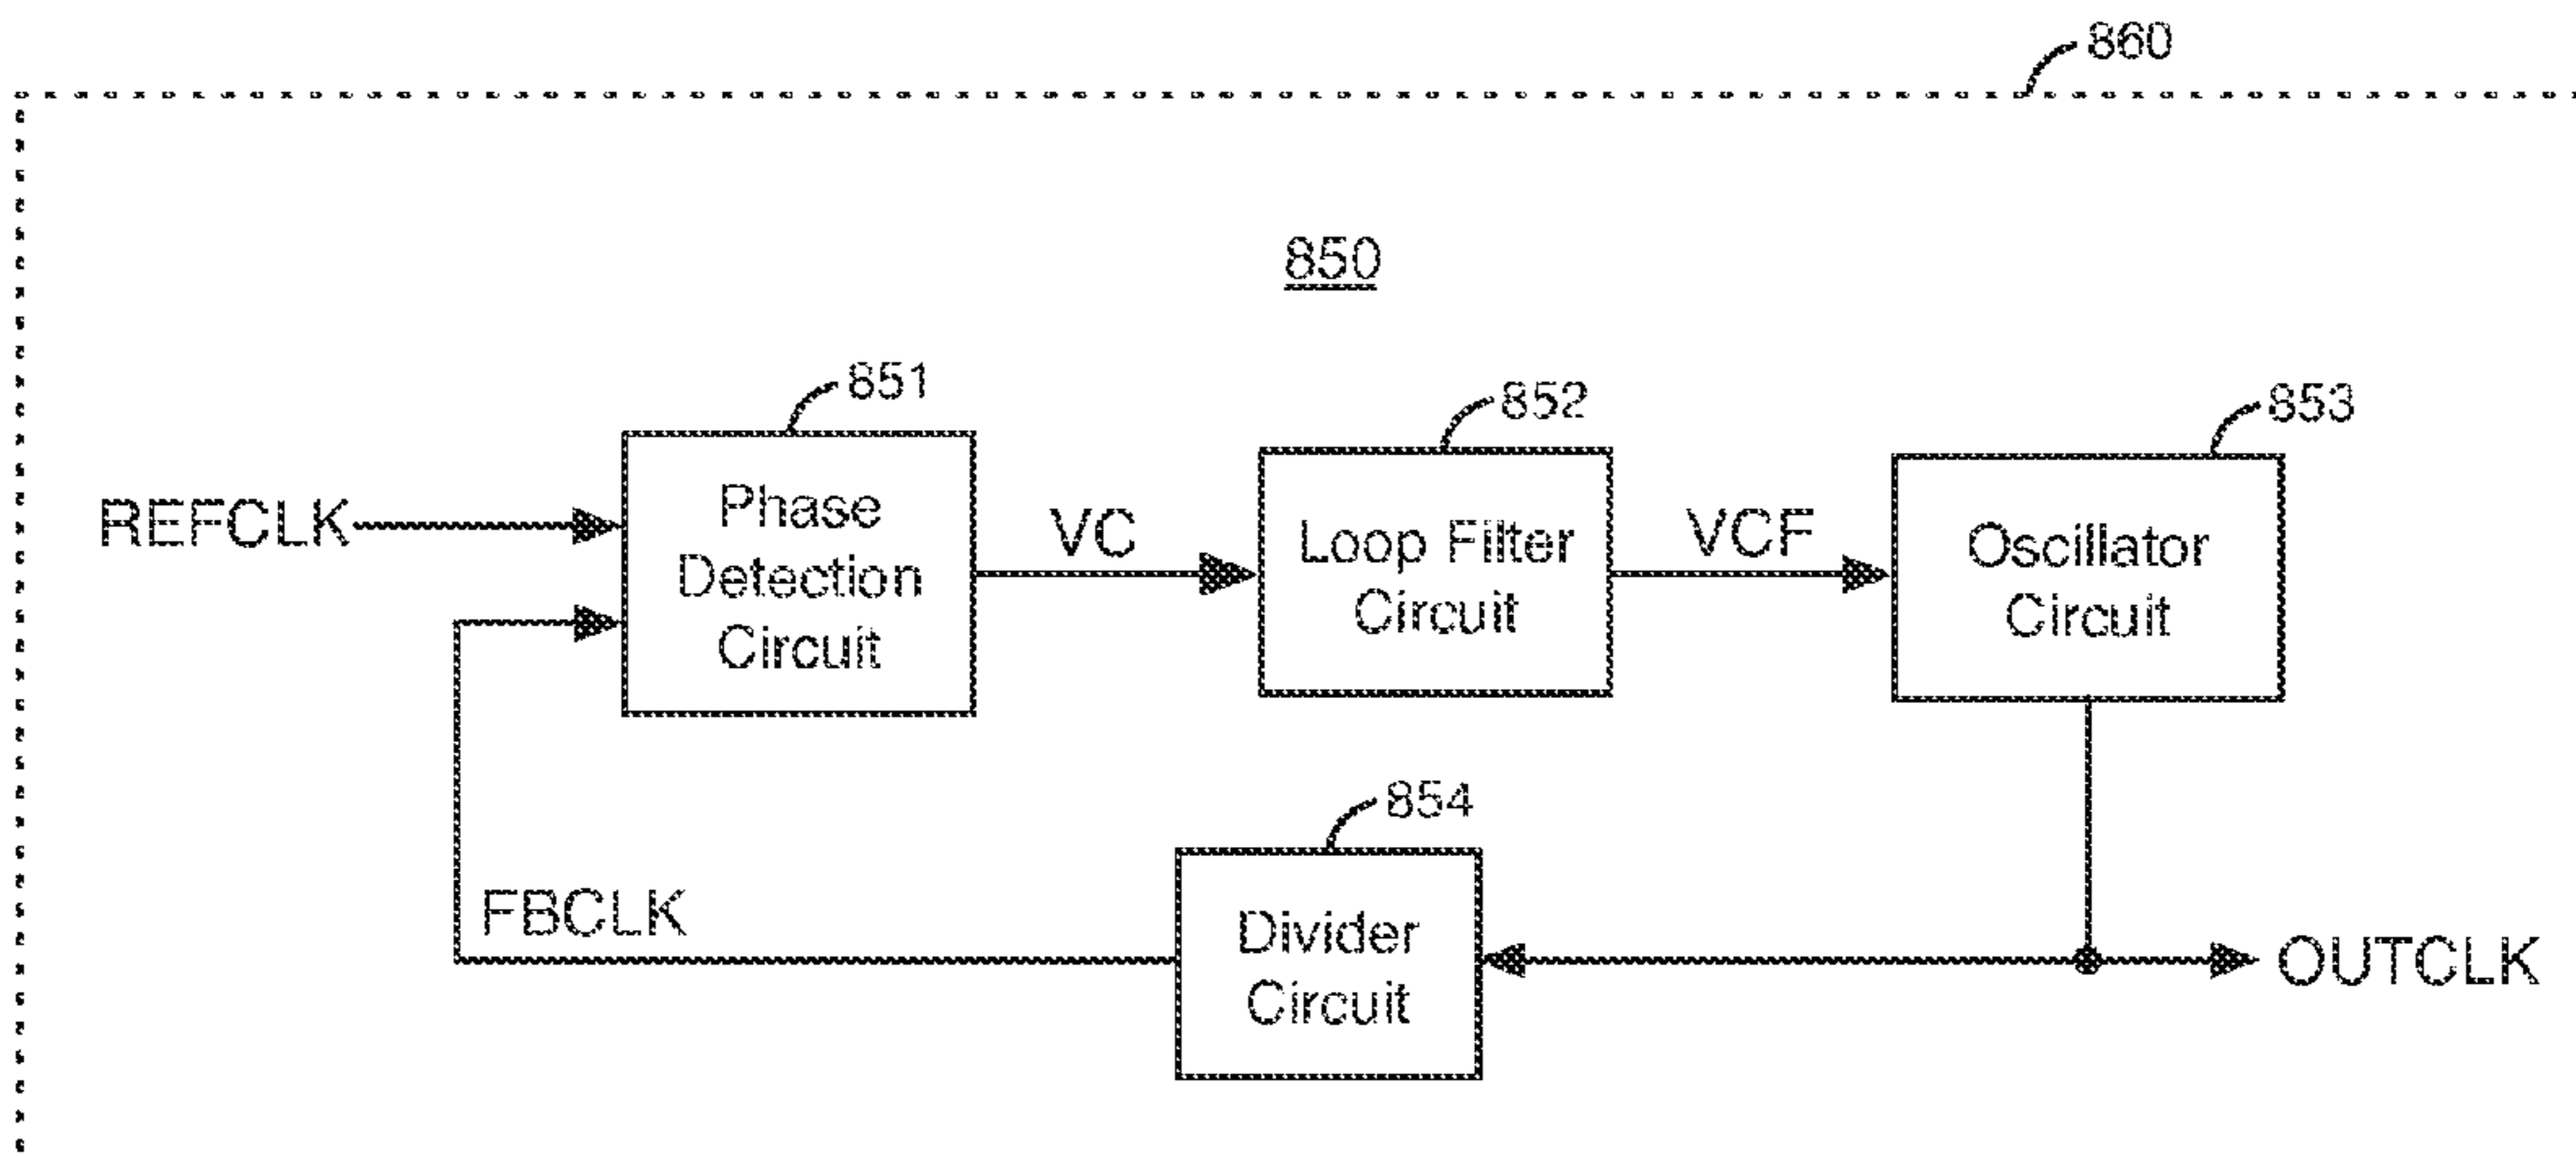 860
850
851
852
853
REFCLK
Phase
Detection
Circuit
VC
Loop Filter
Circuit
VCF
Oscillator
Circuit
854
FBCLK
Divider
Circuit
OUTCLK